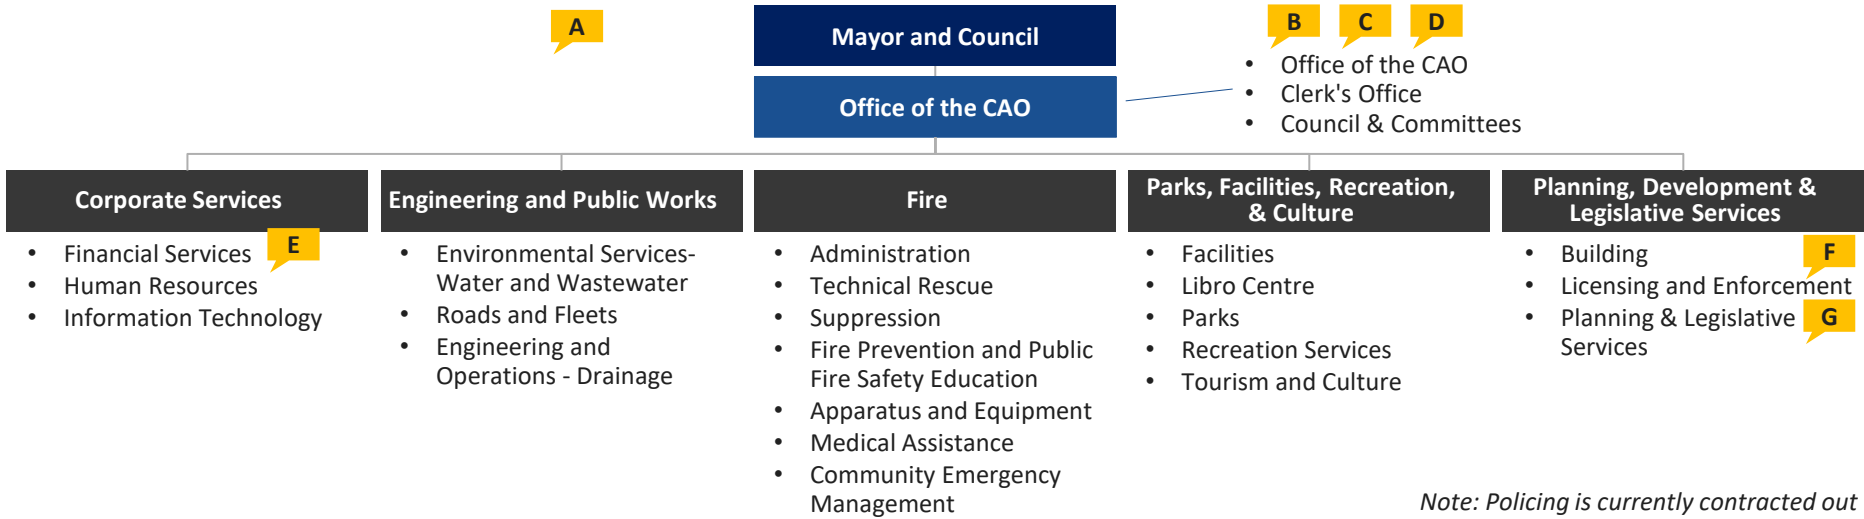 A
Mayor and Council
Office of the CAO
B C D
• Office of the CAO
• Clerk's Office
• Council & Committees
Corporate Services
• Financial Services E
• Human Resources
• Information Technology
Engineering and Public Works
• Environmental Services-
Water and Wastewater
• Roads and Fleets
• Engineering and
Operations - Drainage
Fire
• Administration
• Technical Rescue
• Suppression
• Fire Prevention and Public
Fire Safety Education
• Apparatus and Equipment
• Medical Assistance
• Community Emergency
Management
Parks, Facilities, Recreation,
& Culture
• Facilities
• Libro Centre
• Parks
• Recreation Services
• Tourism and Culture
Planning, Development &
Legislative Services
• Building F
• Licensing and Enforcement
• Planning & Legislative G
Services
Note: Policing is currently contracted out